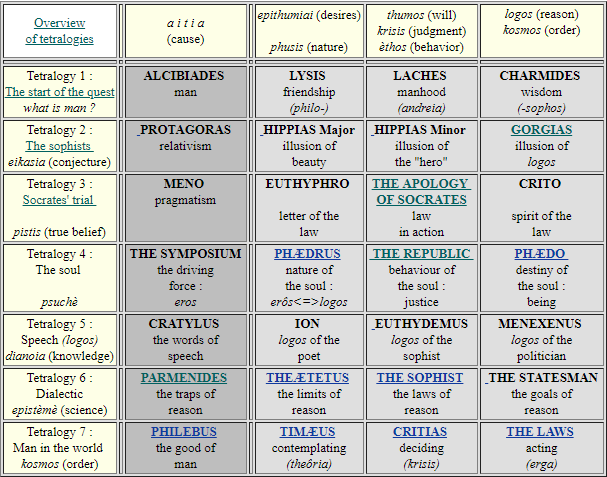 Overview
of tetralogies
a i t i a
(cause)
epithumiai (desires)
phusis (nature)
thumos (will)
krisis (judgment)
èthos (behavior)
logos (reason)
kosmos (order)
Tetralogy 1 :
The start of the quest
what is man ?
ALCIBIADES
man
LYSIS
friendship
(philo-)
LACHES
manhood
(andreia)
CHARMIDES
wisdom
(-sophos)
Tetralogy 2 :
The sophists
eikasia (conjecture)
PROTAGORAS
relativism
HIPPIAS Major
illusion of
beauty
HIPPIAS Minor
illusion of
the "hero"
GORGIAS
illusion of
logos
Tetralogy 3 :
Socrates' trial
pistis (true belief)
MENO
pragmatism
EUTHYPHRO
letter of the
law
THE APOLOGY
OF SOCRATES
law
in action
CRITO
spirit of the
law
Tetralogy 4 :
The soul
psuchè
THE SYMPOSIUM
the driving
force :
eros
PHÆDRUS
nature of
the soul :
erôs<=>logos
THE REPUBLIC
behaviour of
the soul :
justice
PHÆDO
destiny of
the soul :
being
Tetralogy 5 :
Speech (logos)
dianoia (knowledge)
CRATYLUS
the words of
speech
ION
logos of the
poet
EUTHYDEMUS
logos of the
sophist
MENEXENUS
logos of the
politician
Tetralogy 6 :
Dialectic
epistèmè (science)
PARMENIDES
the traps of
reason
THEÆTETUS
the limits of
reason
THE SOPHIST
the laws of
reason
THE STATESMAN
the goals of
reason
Tetralogy 7 :
Man in the world
kosmos (order)
PHILEBUS
the good of
man
TIMÆUS
contemplating
(theôria)
CRITIAS
deciding
(krisis)
THE LAWS
acting
(erga)